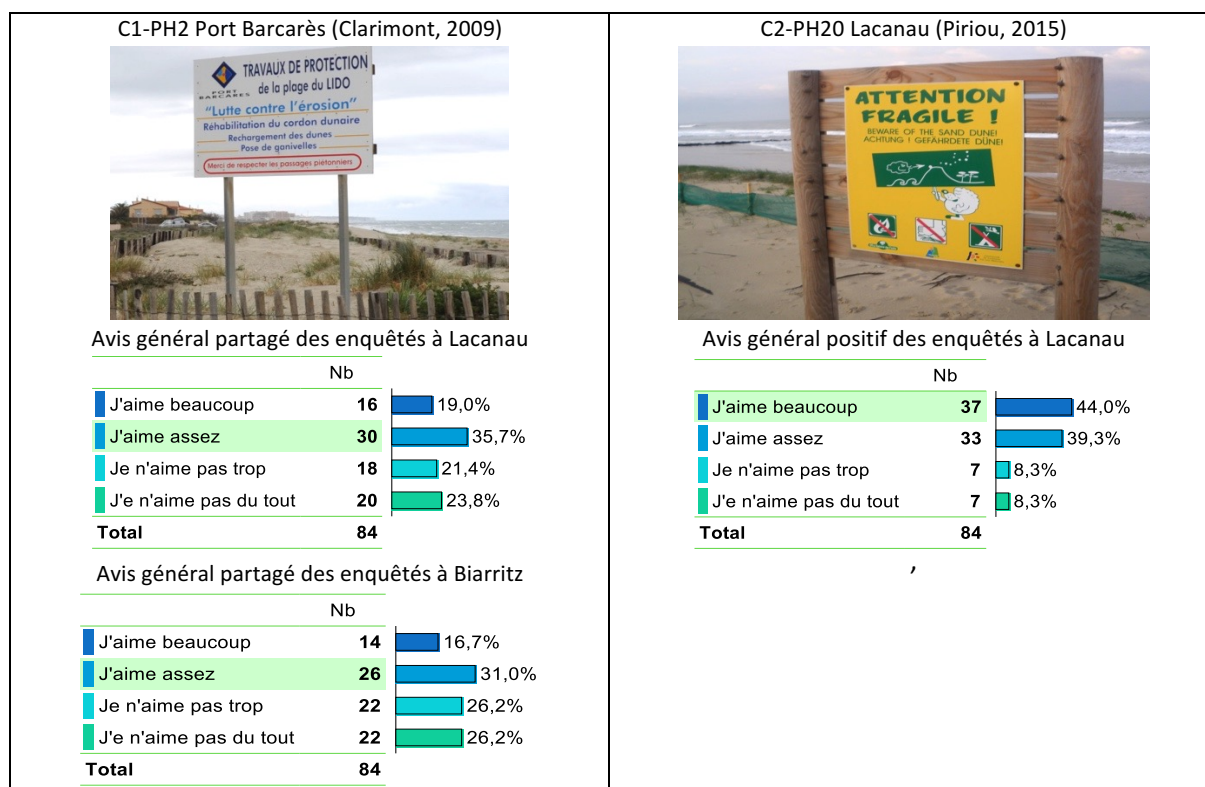 C1-PH2 Port Barcarès (Clarimont, 2009)
PORT
BARCARES
TRAVAUX DE PROTECTION
de la plage du LIDO
"Lutte contre l'érosion"
Réhabilitation du cordon dunaire
Rechargement des dunes
Pose de ganivelles
Merci de respecter les passages piétonniers
Avis général partagé des enquêtés à Lacanau
Nb
J'aime beaucoup 16 19,0%
J'aime assez 30 35,7%
Je n'aime pas trop 18 21,4%
J'e n'aime pas du tout 20 23,8%
Total 84
Avis général partagé des enquêtés à Biarritz
Nb
J'aime beaucoup 14 16,7%
J'aime assez 26 31,0%
Je n'aime pas trop 22 26,2%
J'e n'aime pas du tout 22 26,2%
Total 84
C2-PH20 Lacanau (Piriou, 2015)
ATTENTION
FRAGILE !
BEWARE OF THE SAND DUNE!
ACHTUNG ! GEFÄHRDETE DÜNE!
Avis général positif des enquêtés à Lacanau
Nb
J'aime beaucoup 37 44,0%
J'aime assez 33 39,3%
Je n'aime pas trop 7 8,3%
J'e n'aime pas du tout 7 8,3%
Total 84
,